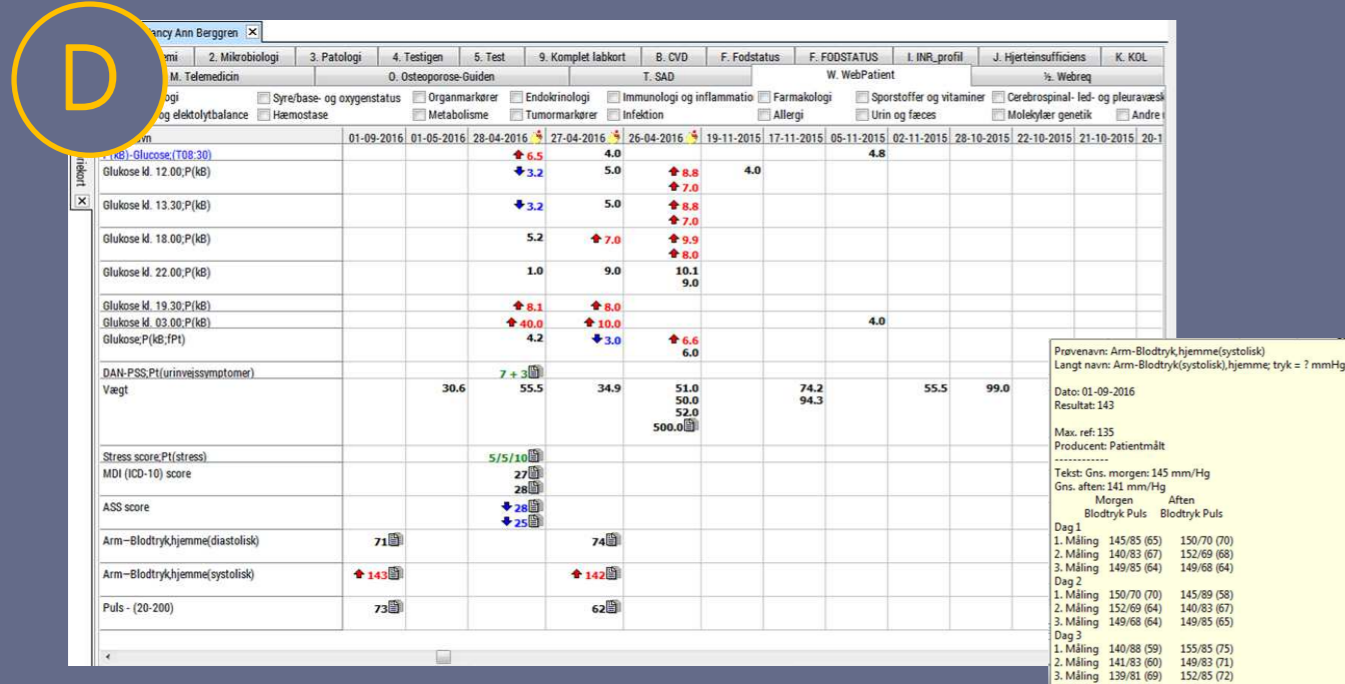 D
ancy Ann Berggren
emi 2. Mikrobiologi 3. Patologi 4. Testigen 5. Test 9. Komplet labkort B. CVD F. Fodstatus F. FODSTATUS I. INR_profil J. Hjerteinsufficiens K. KOL
M. Telemedicin O. Osteoporose-Guiden T. SAD W. WebPatient ½. Webreq
ogi Syre/base- og oxygenstatus Organmarkører Endokrinologi Immunologi og inflammatio Farmakologi Sporstoffer og vitaminer Cerebrospinal- led- og pleuravæsk
og elektolytbalance Hæmostase Metabolisme Tumormarkører Infektion Allergi Urin og fæces Molekylær genetik Andre
vn 01-09-2016 01-05-2016 28-04-2016 27-04-2016 26-04-2016 19-11-2015 17-11-2015 05-11-2015 02-11-2015 28-10-2015 22-10-2015 21-10-2015 20-1
P(kB)-Glucose;(T08:30) 6.5 4.0 4.8
Glukose kl. 12.00;P(kB) 3.2 5.0 8.8 4.0
7.0
Glukose kl. 13.30;P(kB) 3.2 5.0 8.8
7.0
Glukose kl. 18.00;P(kB) 5.2 7.0 9.9
8.0
Glukose kl. 22.00;P(kB) 1.0 9.0 10.1
9.0
Glukose kl. 19.30;P(kB) 8.1 8.0
Glukose kl. 03.00;P(kB) 40.0 10.0 4.0
Glukose;P(kB;fPt) 4.2 3.0 6.6
6.0
DAN-PSS;Pt(urinvejssymptomer) 7 + 3
Vægt 30.6 55.5 34.9 51.0 74.2 55.5 99.0
50.0 94.3
52.0
500.0
Stress score;Pt(stress) 5/5/10
MDI (ICD-10) score 27
28
ASS score 28
25
Arm–Blodtryk,hjemme(diastolisk) 71 74
Arm–Blodtryk,hjemme(systolisk) 143 142
Puls - (20-200) 73 62
riekort
Prøvenavn: Arm-Blodtryk,hjemme(systolisk)
Langt navn: Arm-Blodtryk(systolisk),hjemme; tryk = ? mmHg
Dato: 01-09-2016
Resultat: 143
Max. ref: 135
Producent: Patientmålt
------------
Tekst: Gns. morgen: 145 mm/Hg
Gns. aften: 141 mm/Hg
Morgen Aften
Blodtryk Puls Blodtryk Puls
Dag 1
1. Måling 145/85 (65) 150/70 (70)
2. Måling 140/83 (67) 152/69 (68)
3. Måling 149/85 (64) 149/68 (64)
Dag 2
1. Måling 150/70 (70) 145/89 (58)
2. Måling 152/69 (64) 140/83 (67)
3. Måling 149/68 (64) 149/85 (65)
Dag 3
1. Måling 140/88 (59) 155/85 (75)
2. Måling 141/83 (60) 149/83 (71)
3. Måling 139/81 (69) 152/85 (72)